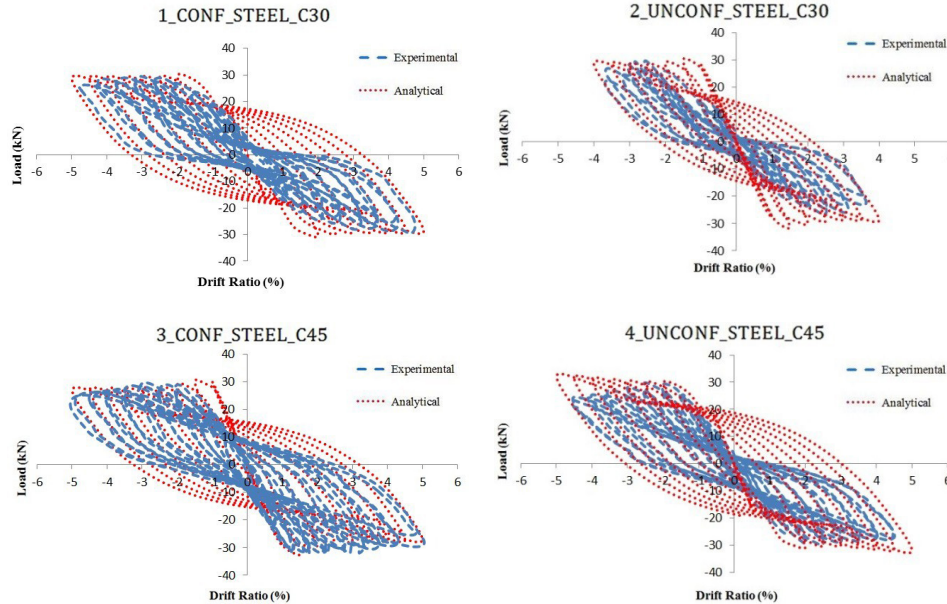 1_CONF_STEEL_C30
40
30
20
10
0
-10
-20
-30
-40
-6 -5 -4 -3 -2 -1 0 1 2 3 4 5 6
Load (kN)
Drift Ratio (%)
Experimental
Analytical
2_UNCONF_STEEL_C30
40
30
20
10
0
-10
-20
-30
-40
-6 -5 -4 -3 -2 -1 0 1 2 3 4 5 6
Load (kN)
Drift Ratio (%)
Experimental
Analytical
3_CONF_STEEL_C45
40
30
20
10
0
-10
-20
-30
-40
-6 -5 -4 -3 -2 -1 0 1 2 3 4 5 6
Load (kN)
Drift Ratio (%)
Experimental
Analytical
4_UNCONF_STEEL_C45
40
30
20
10
0
-10
-20
-30
-40
-6 -5 -4 -3 -2 -1 0 1 2 3 4 5 6
Load (kN)
Drift Ratio (%)
Experimental
Analytical